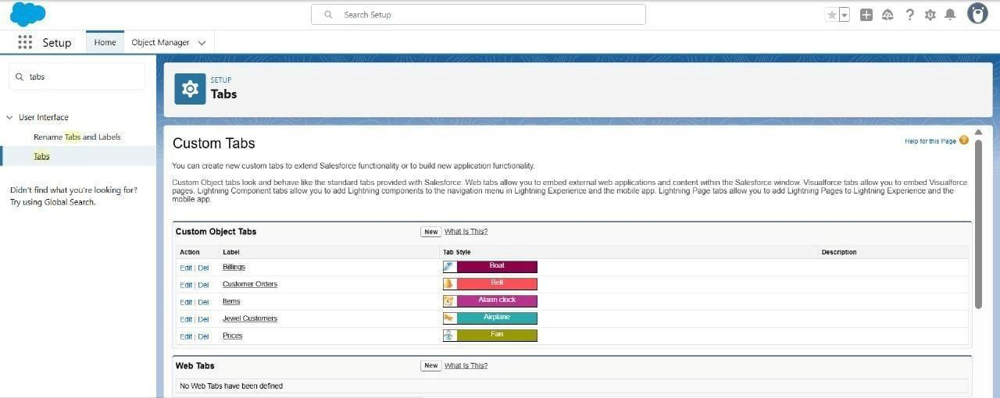 Search Setup
Setup
Home
Object Manager
tabs
User Interface
Rename Tabs and Labels
Tabs
Didn't find what you're looking for?
Try using Global Search.
SETUP
Tabs
Custom Tabs
Help for this Page
You can create new custom tabs to extend Salesforce functionality or to build new application functionality.
Custom Object tabs look and behave like the standard tabs provided with Salesforce. Web tabs allow you to embed external web applications and content within the Salesforce window. Visualforce tabs allow you to embed Visualforce
pages. Lightning Component tabs allow you to add Lightning components to the navigation menu in Lightning Experience and the mobile app. Lightning Page tabs allow you to add Lightning Pages to Lightning Experience and the
mobile app.
Custom Object Tabs New What Is This?
Action Label Tab Style Description
Edit | Del Billings Boat
Edit | Del Customer Orders Bell
Edit | Del Items Alarm clock
Edit | Del Jewel Customers Airplane
Edit | Del Prices Fan
Web Tabs New What Is This?
No Web Tabs have been defined